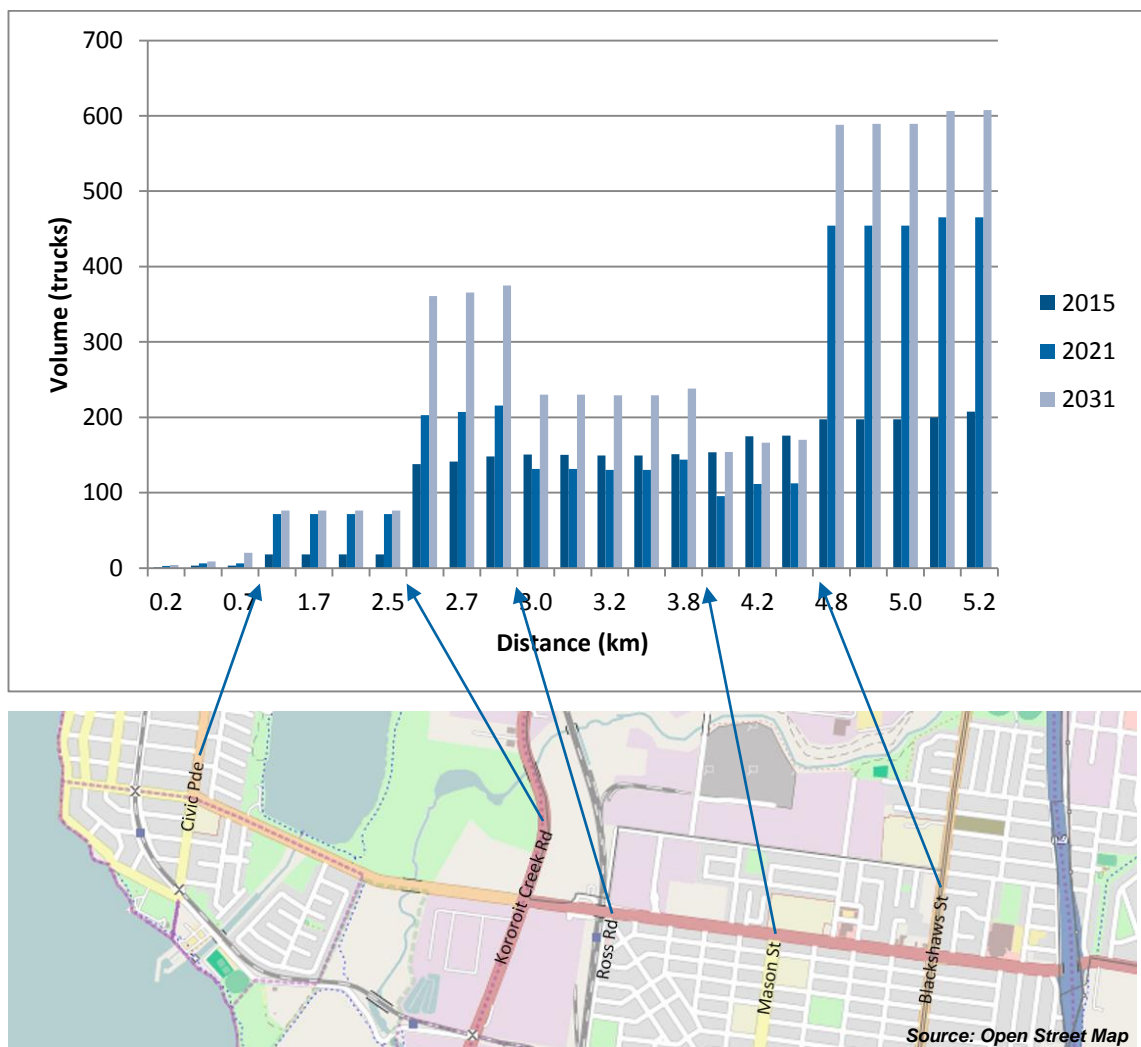 700
600
500
400
300
200
100
0
Volume (trucks)
0.2 0.7 1.7 2.5 2.7 3.0 3.2 3.8 4.2 4.8 5.0 5.2
Distance (km)
2015
2021
2031
Civic Pde
Kororoit Creek Rd
Ross Rd
Mason St
Blackshaws St
Source: Open Street Map